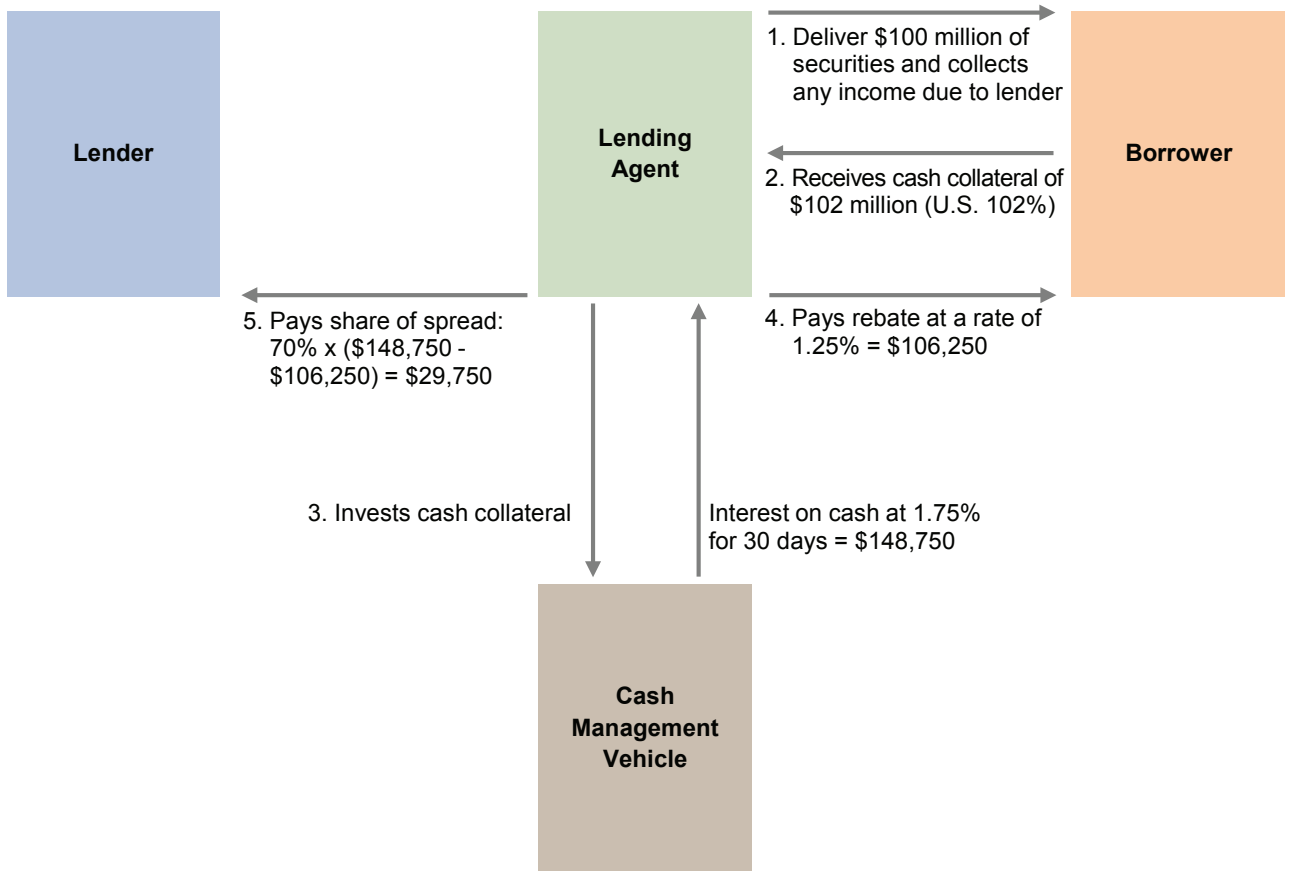 Lender
Lending
Agent
Borrower
1. Deliver $100 million of
securities and collects
any income due to lender
2. Receives cash collateral of
$102 million (U.S. 102%)
5. Pays share of spread:
70% x ($148,750 -
$106,250) = $29,750
4. Pays rebate at a rate of
1.25% = $106,250
3. Invests cash collateral
Interest on cash at 1.75%
for 30 days = $148,750
Cash
Management
Vehicle